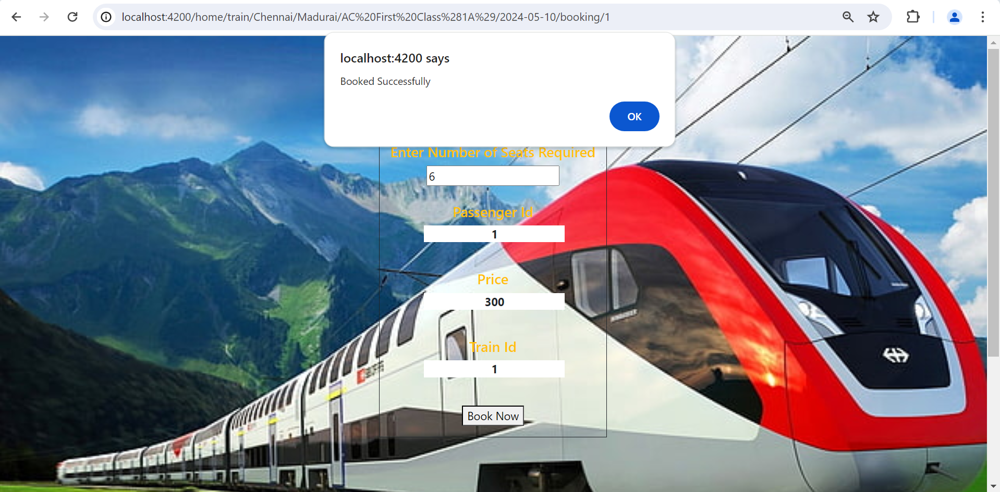 localhost:4200/home/train/Chennai/Madurai/AC%20First%20Class%281A%29/2024-05-10/booking/1
localhost:4200 says
Booked Successfully
OK
Enter Number of Seats Required
6
Passenger Id
1
Price
300
Train Id
1
Book Now